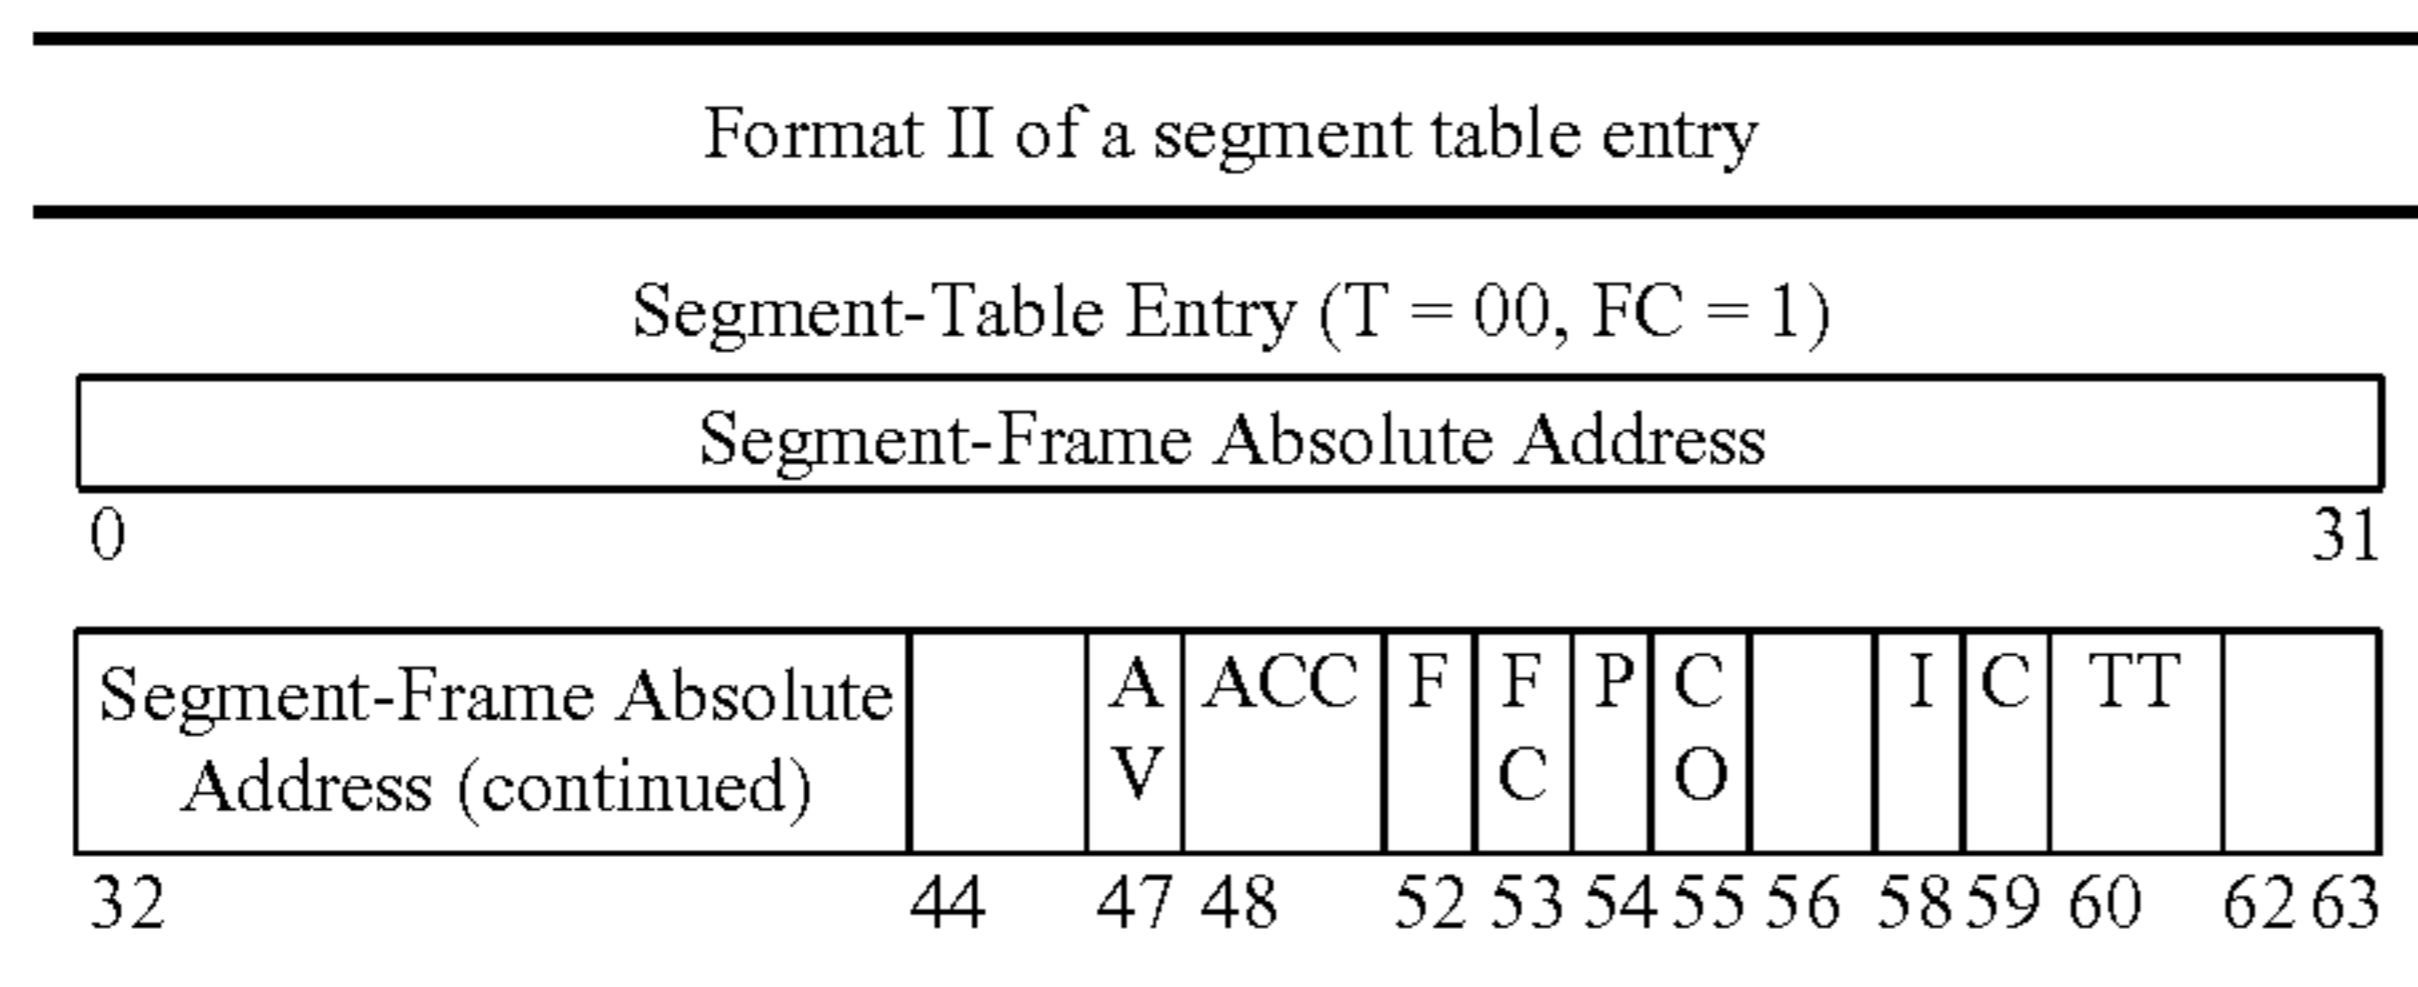 Format II of a segment table entry
Segment-Table Entry (T = 00, FC = 1)
Segment-Frame Absolute Address
0 31
Segment-Frame Absolute Address (continued)
A V
ACC
F
F C
P
C O
I
C
TT
32 44 47 48 52 53 54 55 56 58 59 60 62 63